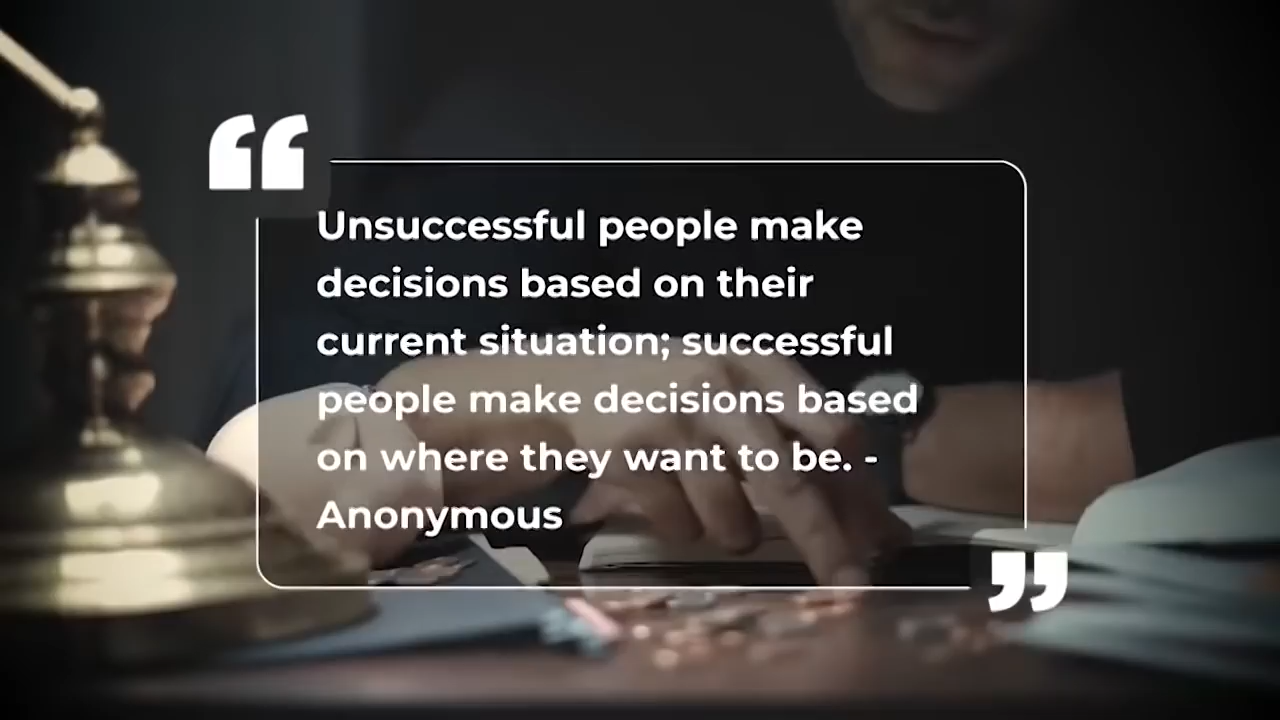 “
Unsuccessful people make
decisions based on their
current situation; successful
people make decisions based
on where they want to be. -
Anonymous
”